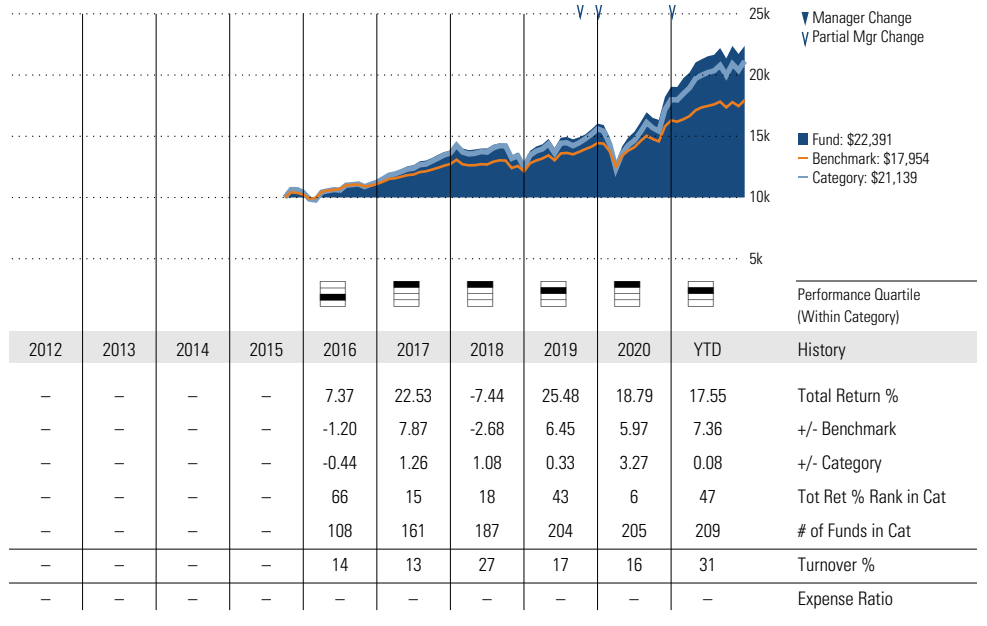 25k
20k
15k
10k
5k
Manager Change
Partial Mgr Change
Fund: $22,391
Benchmark: $17,954
Category: $21,139
Performance Quartile
(Within Category)
2012 2013 2014 2015 2016 2017 2018 2019 2020 YTD History
– – – – 7.37 22.53 -7.44 25.48 18.79 17.55 Total Return %
– – – – -1.20 7.87 -2.68 6.45 5.97 7.36 +/- Benchmark
– – – – -0.44 1.26 1.08 0.33 3.27 0.08 +/- Category
– – – – 66 15 18 43 6 47 Tot Ret % Rank in Cat
– – – – 108 161 187 204 205 209 # of Funds in Cat
– – – – 14 13 27 17 16 31 Turnover %
– – – – – – – – – – Expense Ratio